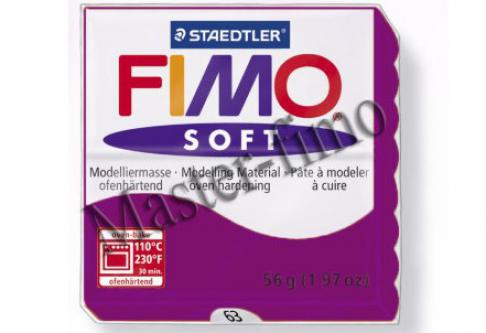 STAEDTLER
FIMO
SOFT
Modelliermasse · Modelling Material · Pâte à modeler
ofenhärtend oven hardening à cuire
Master-fimo
oven-bake
110°C
230°F
30 min.
ofenhärtend
56 g (1.97 oz)
63